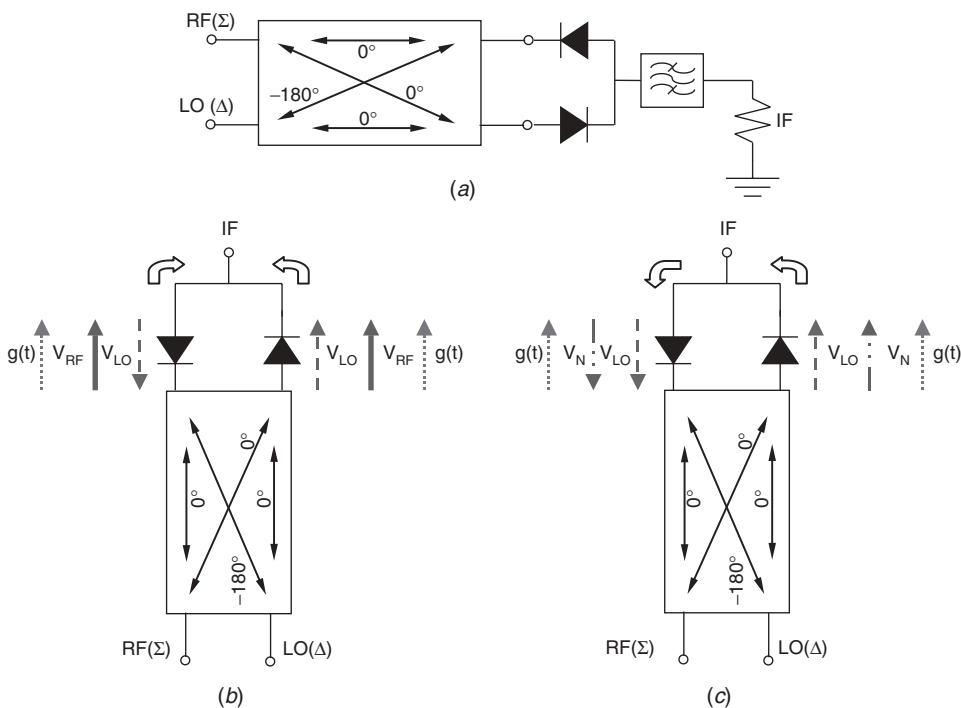 RF(Σ)
0°
–180°
0°
LO (Δ)
0°
IF
(a)
IF
IF
g(t) V_RF V_LO V_LO V_RF g(t)
g(t) V_N V_LO V_LO V_N g(t)
0°
0°
0°
–180°
0°
0°
0°
–180°
RF(Σ) LO(Δ)
RF(Σ) LO(Δ)
(b)
(c)